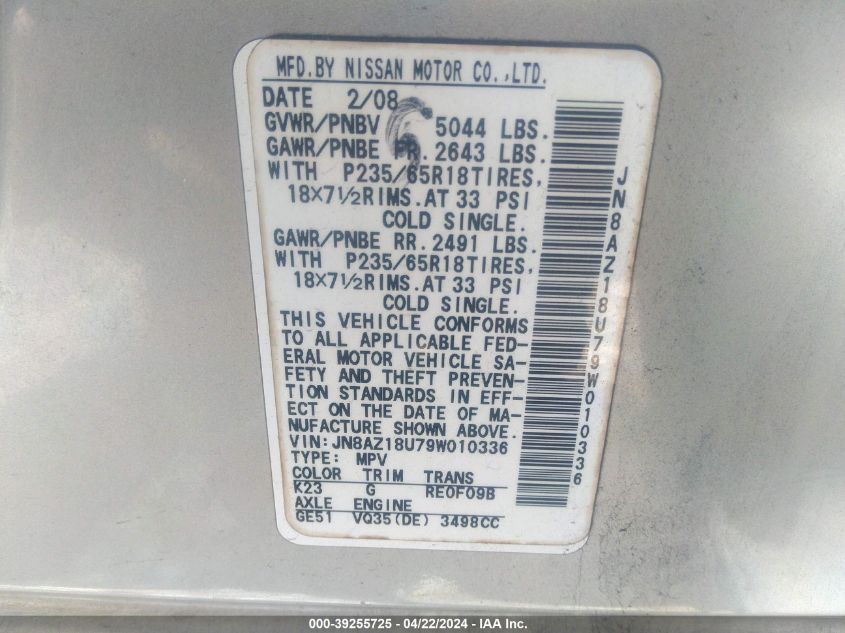 MFD.BY NISSAN MOTOR CO.,LTD.
DATE 2/08
GVWR/PNBV 5044 LBS.
GAWR/PNBE FR. 2643 LBS.
WITH P235/65R18TIRES,
18X7½RIMS.AT 33 PSI
COLD SINGLE.
GAWR/PNBE RR. 2491 LBS.
WITH P235/65R18TIRES,
18X7½RIMS.AT 33 PSI
COLD SINGLE.
THIS VEHICLE CONFORMS
TO ALL APPLICABLE FED-
ERAL MOTOR VEHICLE SA-
FETY AND THEFT PREVEN-
TION STANDARDS IN EFF-
ECT ON THE DATE OF MA-
NUFACTURE SHOWN ABOVE.
VIN:JN8AZ18U79W010336
TYPE: MPV
COLOR TRIM TRANS
K23 G RE0F09B
AXLE ENGINE
GE51 VQ35(DE) 3498CC
JN8AZ18U79W010336
000-39255725 - 04/22/2024 - IAA Inc.